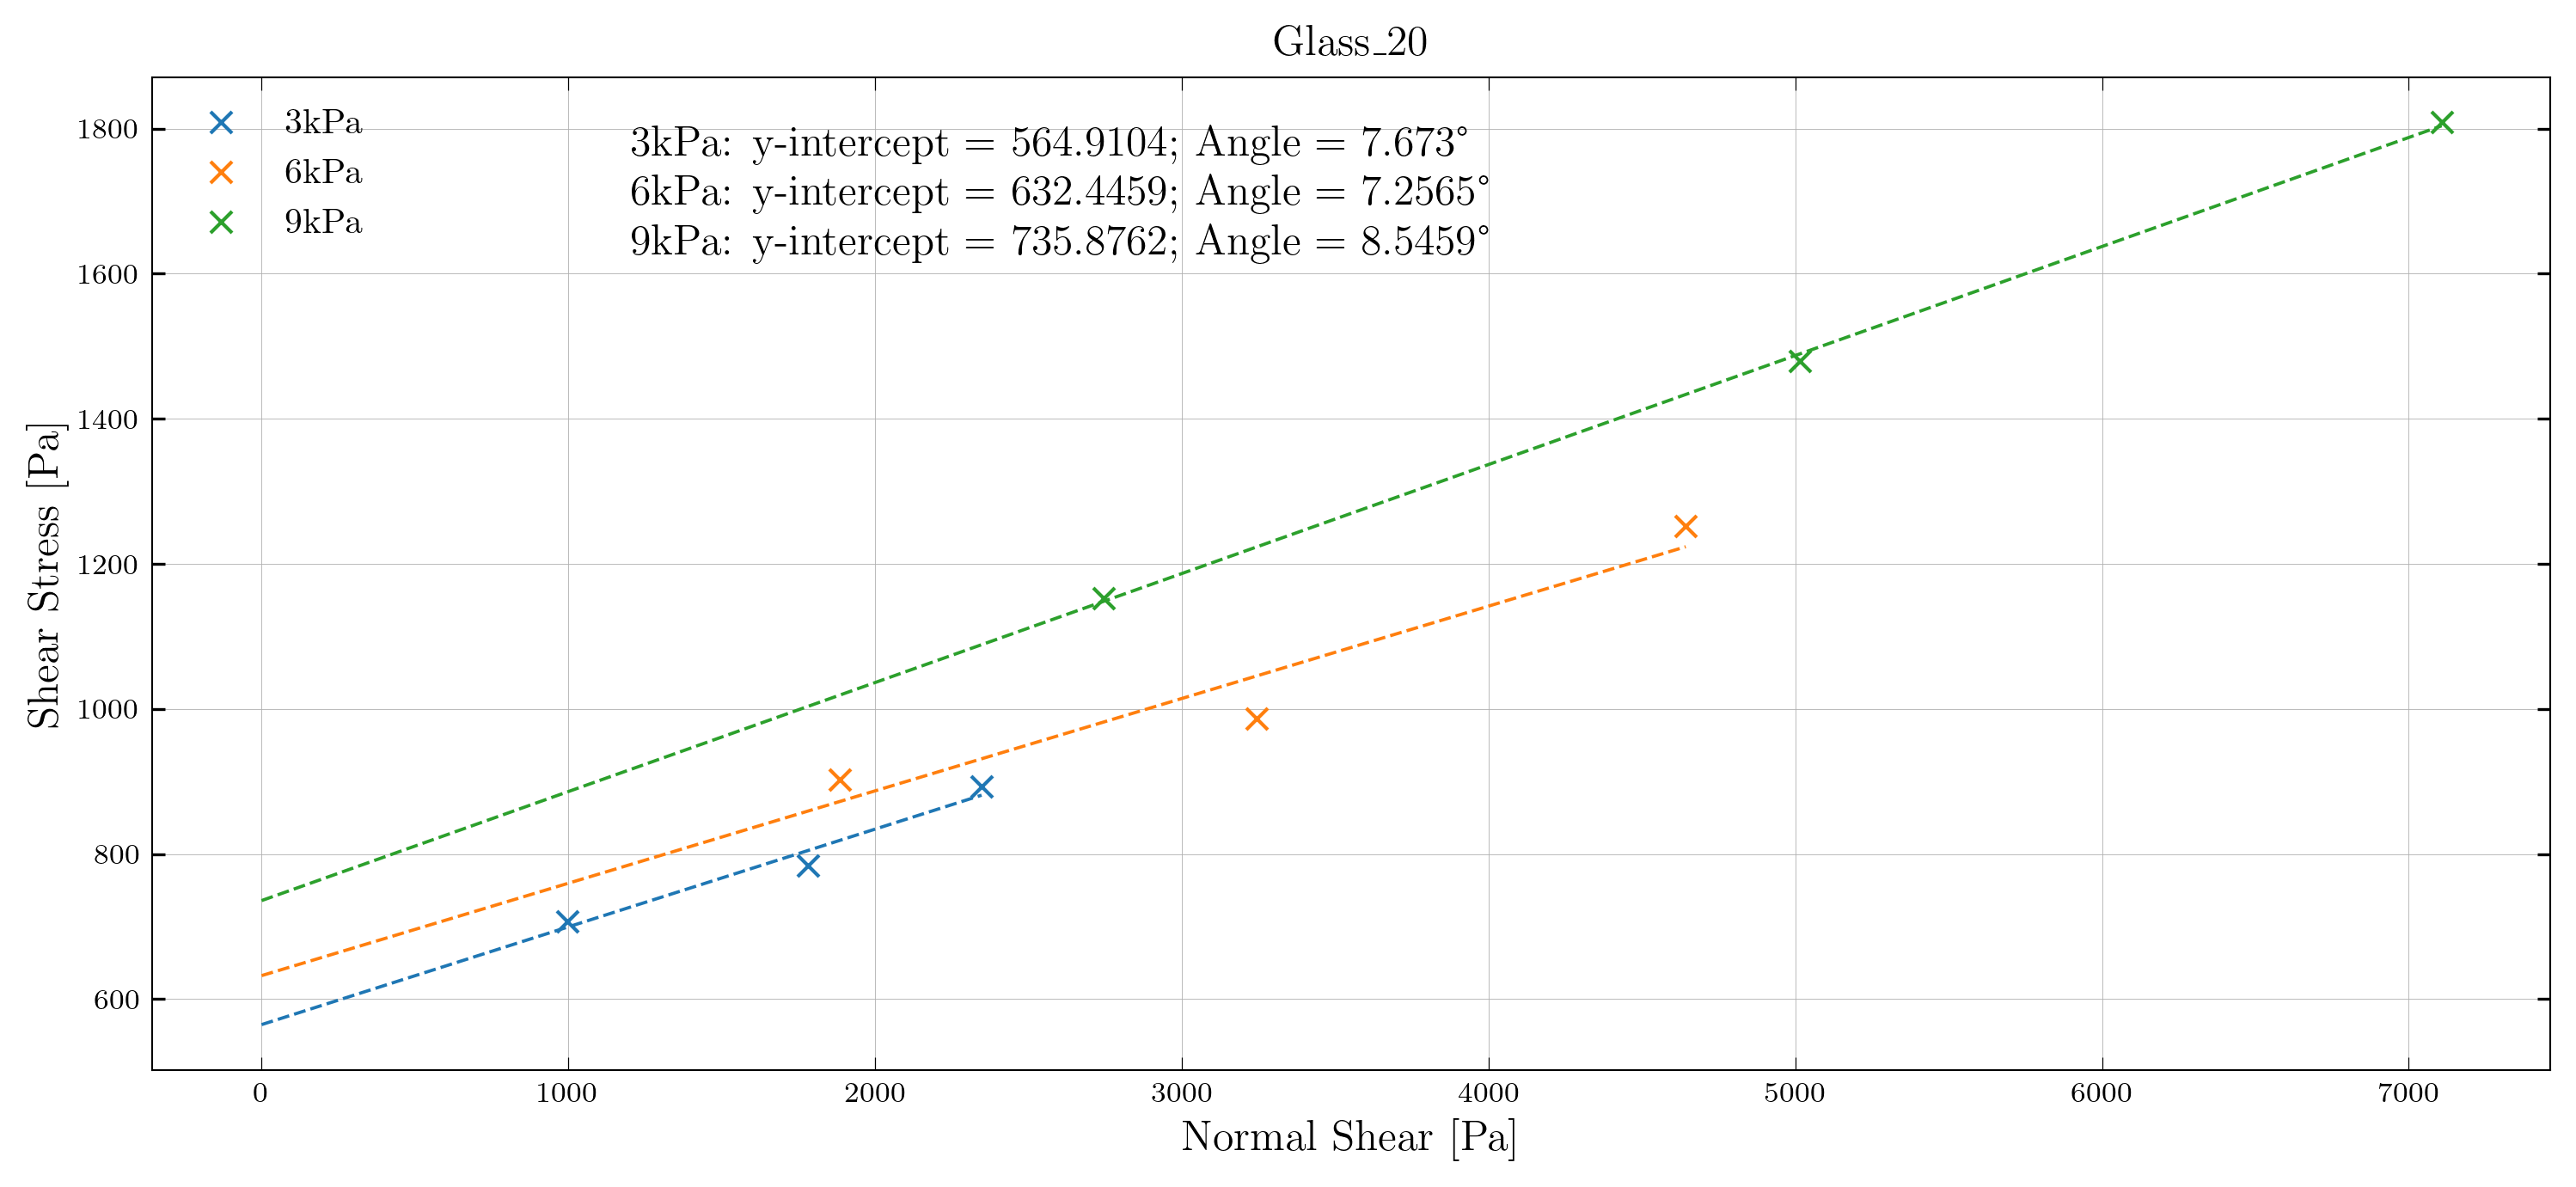 Glass_20
3kPa
6kPa
9kPa
3kPa: y-intercept = 564.9104; Angle = 7.673°
6kPa: y-intercept = 632.4459; Angle = 7.2565°
9kPa: y-intercept = 735.8762; Angle = 8.5459°
Shear Stress [Pa]
1800
1600
1400
1200
1000
800
600
0 1000 2000 3000 4000 5000 6000 7000
Normal Shear [Pa]